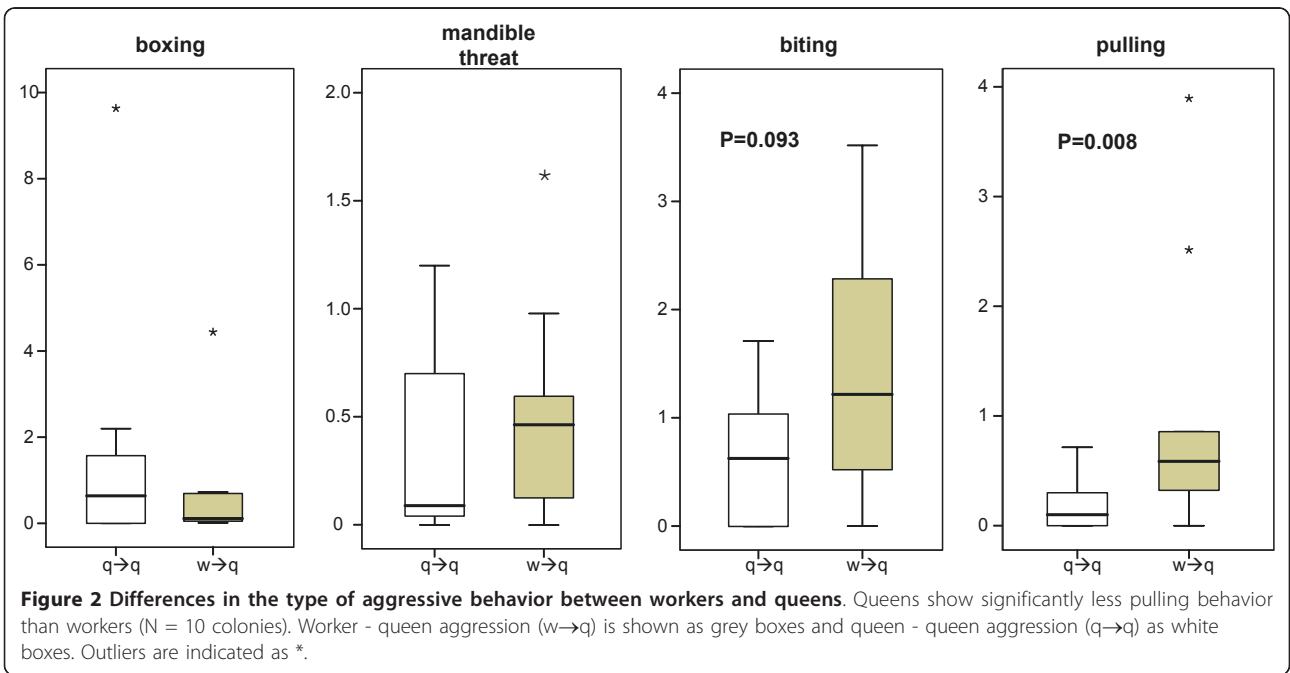 boxing
mandible
threat
biting
pulling
10
8
6
4
2
0
*
*
q→q
w→q
2.0
1.5
1.0
0.5
0
*
q→q
w→q
4
3
2
1
0
P=0.093
q→q
w→q
4
3
2
1
0
P=0.008
*
*
q→q
w→q
Figure 2 Differences in the type of aggressive behavior between workers and queens. Queens show significantly less pulling behavior
than workers (N = 10 colonies). Worker - queen aggression (w→q) is shown as grey boxes and queen - queen aggression (q→q) as white
boxes. Outliers are indicated as *.